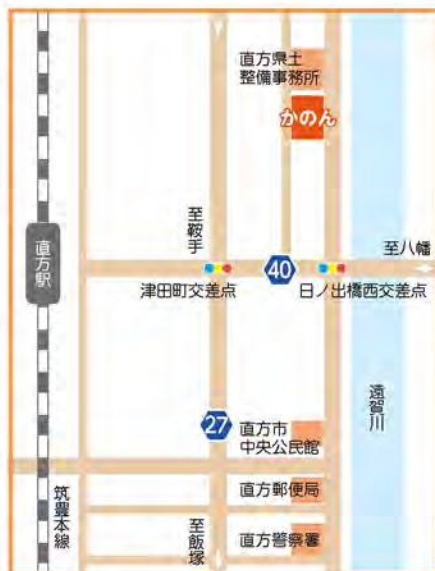 直方県土
整備事務所
かのん
至鞍手
至八幡
直方駅
40
津田町交差点
日ノ出橋西交差点
遠賀川
27
直方市
中央公民館
直方郵便局
筑豊本線
至飯塚
直方警察署